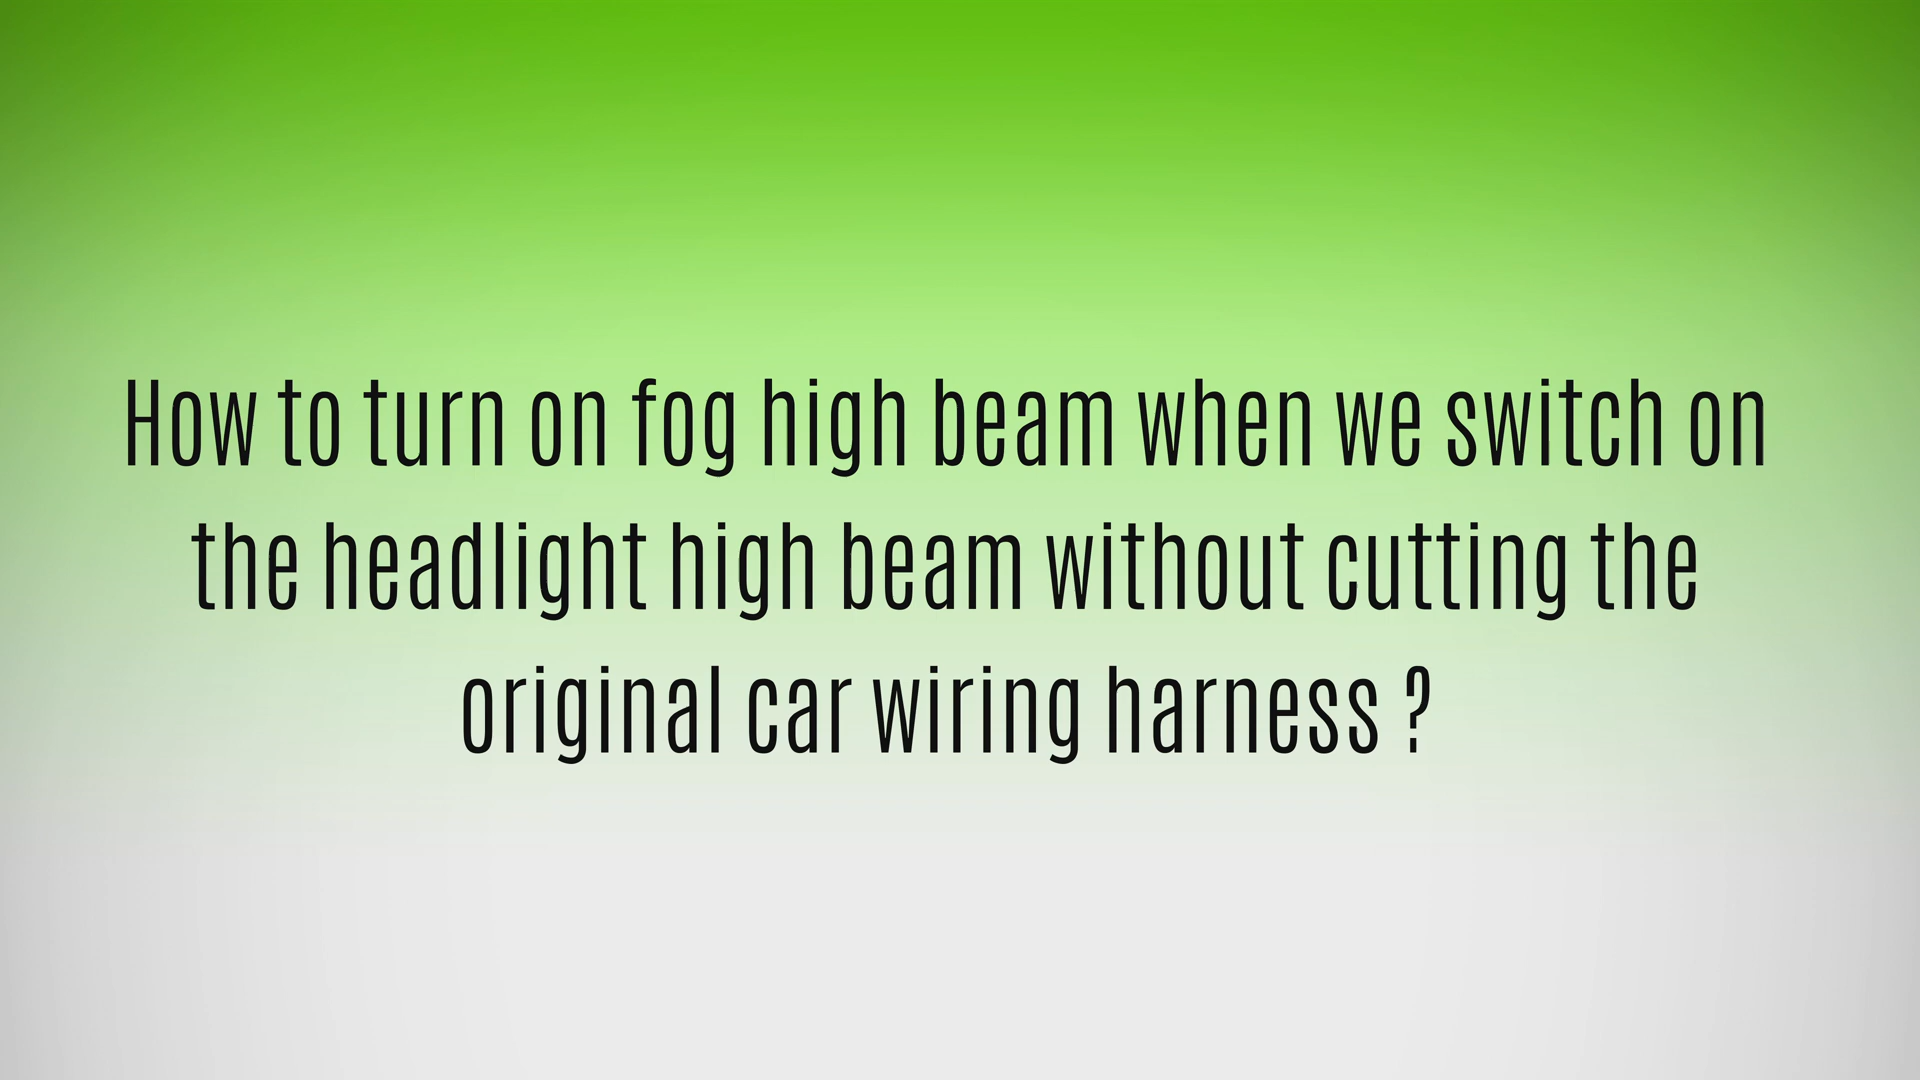 How to turn on fog high beam when we switch on
the headlight high beam without cutting the
original car wiring harness ?